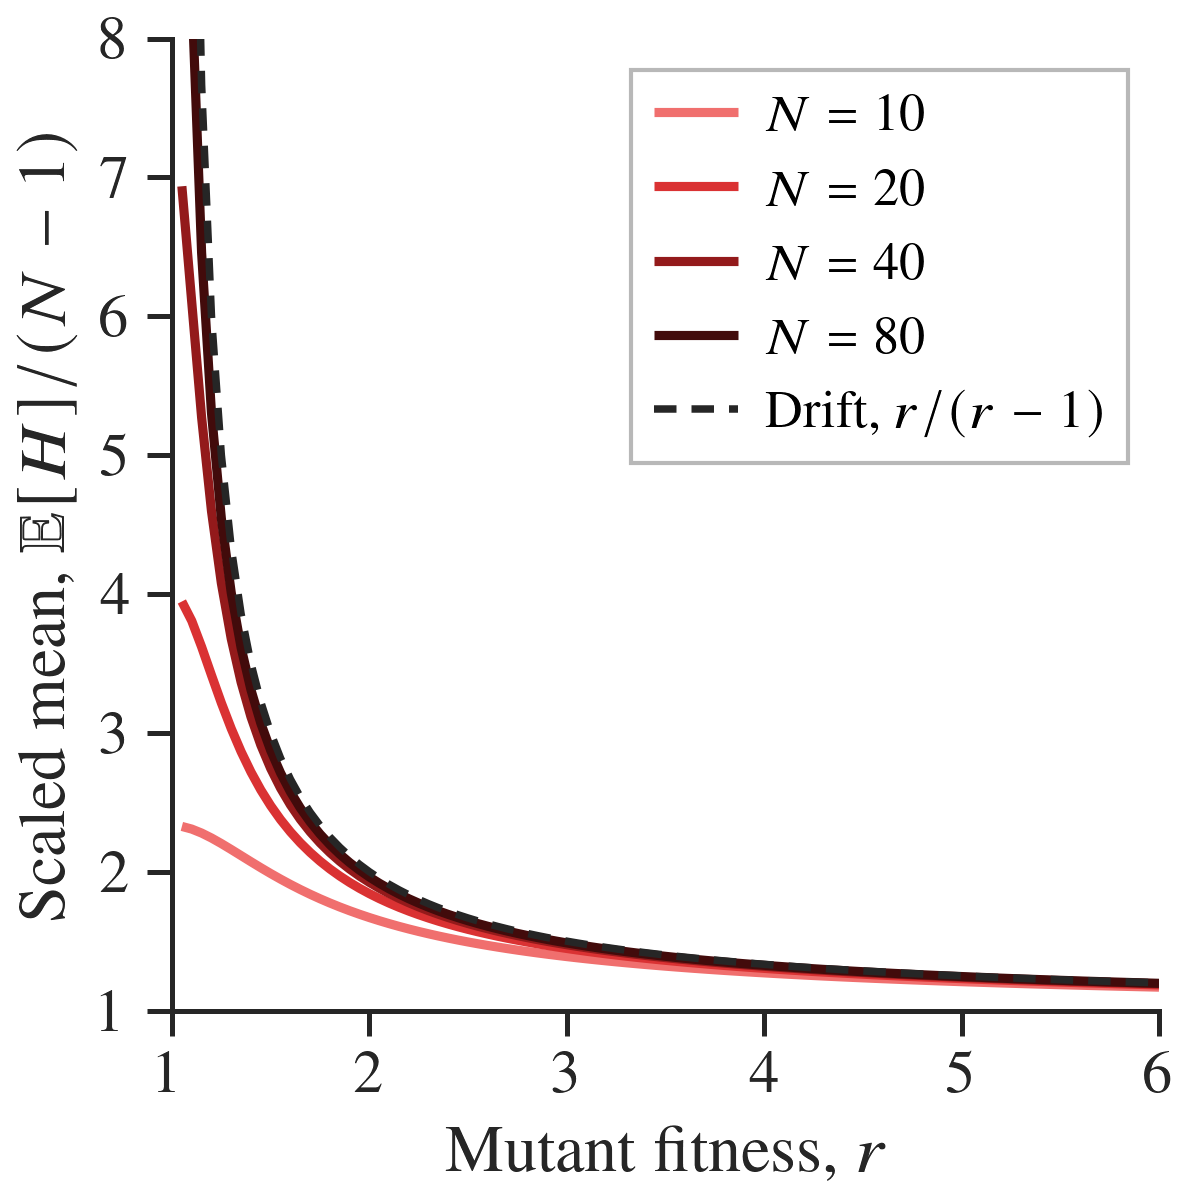 8
7
6
5
4
3
2
1
1 2 3 4 5 6
Scaled mean, 𝔼[H]/(N − 1)
Mutant fitness, r
N = 10
N = 20
N = 40
N = 80
Drift, r/(r − 1)